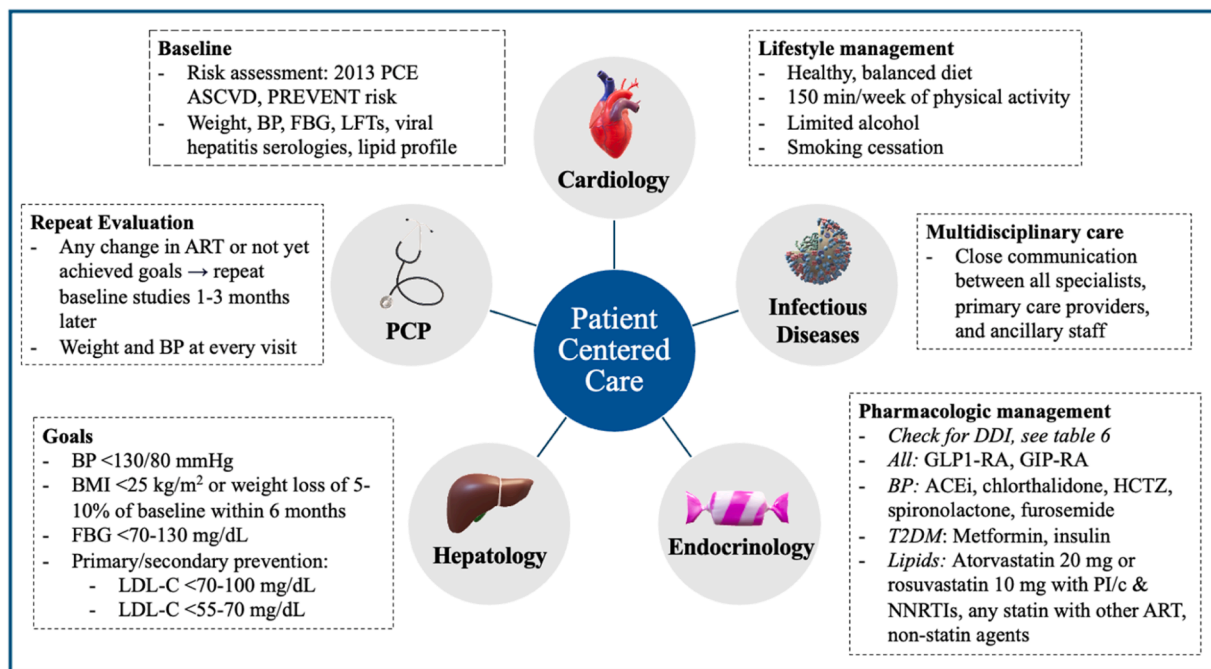 Baseline
- Risk assessment: 2013 PCE
ASCVD, PREVENT risk
- Weight, BP, FBG, LFTs, viral
hepatitis serologies, lipid profile
Cardiology
Lifestyle management
- Healthy, balanced diet
- 150 min/week of physical activity
- Limited alcohol
- Smoking cessation
Repeat Evaluation
- Any change in ART or not yet
achieved goals → repeat
baseline studies 1-3 months
later
- Weight and BP at every visit
PCP
Patient
Centered
Care
Infectious
Diseases
Multidisciplinary care
- Close communication
between all specialists,
primary care providers,
and ancillary staff
Goals
- BP <130/80 mmHg
- BMI <25 kg/m² or weight loss of 5-
10% of baseline within 6 months
- FBG <70-130 mg/dL
- Primary/secondary prevention:
- LDL-C <70-100 mg/dL
- LDL-C <55-70 mg/dL
Hepatology
Endocrinology
Pharmacologic management
- Check for DDI, see table 6
- All: GLP1-RA, GIP-RA
- BP: ACEi, chlorthalidone, HCTZ,
spironolactone, furosemide
- T2DM: Metformin, insulin
- Lipids: Atorvastatin 20 mg or
rosuvastatin 10 mg with PI/c &
NNRTIs, any statin with other ART,
non-statin agents